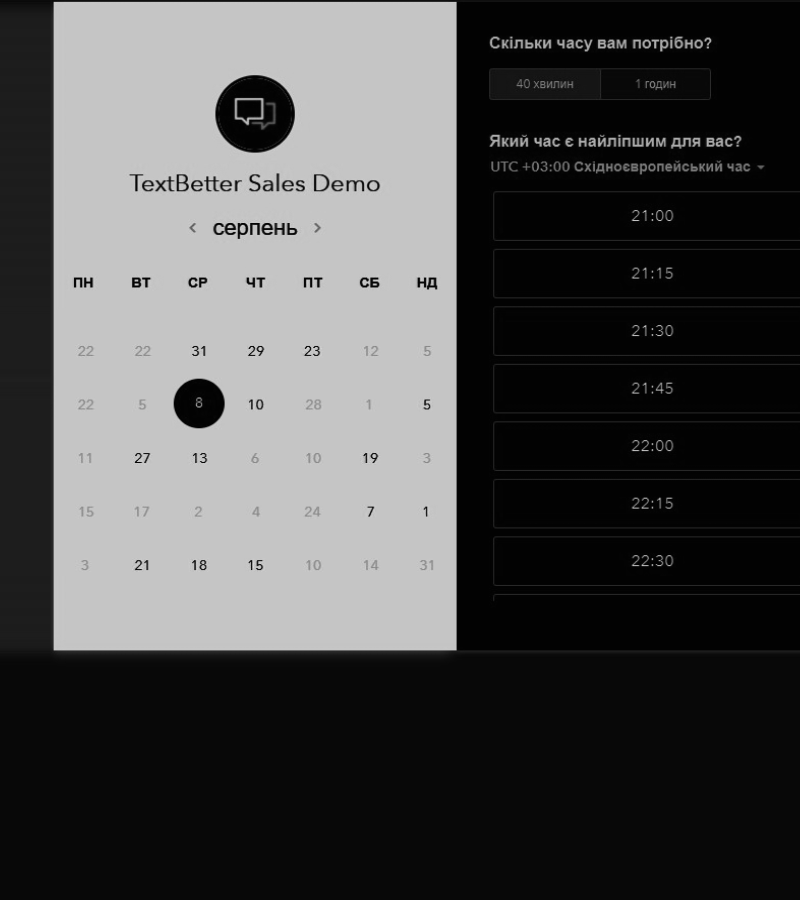 TextBetter Sales Demo
серпень
ПН ВТ СР ЧТ ПТ СБ НД
22 22 31 29 23 12 5
22 5 8 10 28 1 5
11 27 13 6 10 19 3
15 17 2 4 24 7 1
3 21 18 15 10 14 31
Скільки часу вам потрібно?
40 хвилин 1 годин
Який час є найліпшим для вас?
UTC +03:00 Східноєвропейський час
21:00
21:15
21:30
21:45
22:00
22:15
22:30